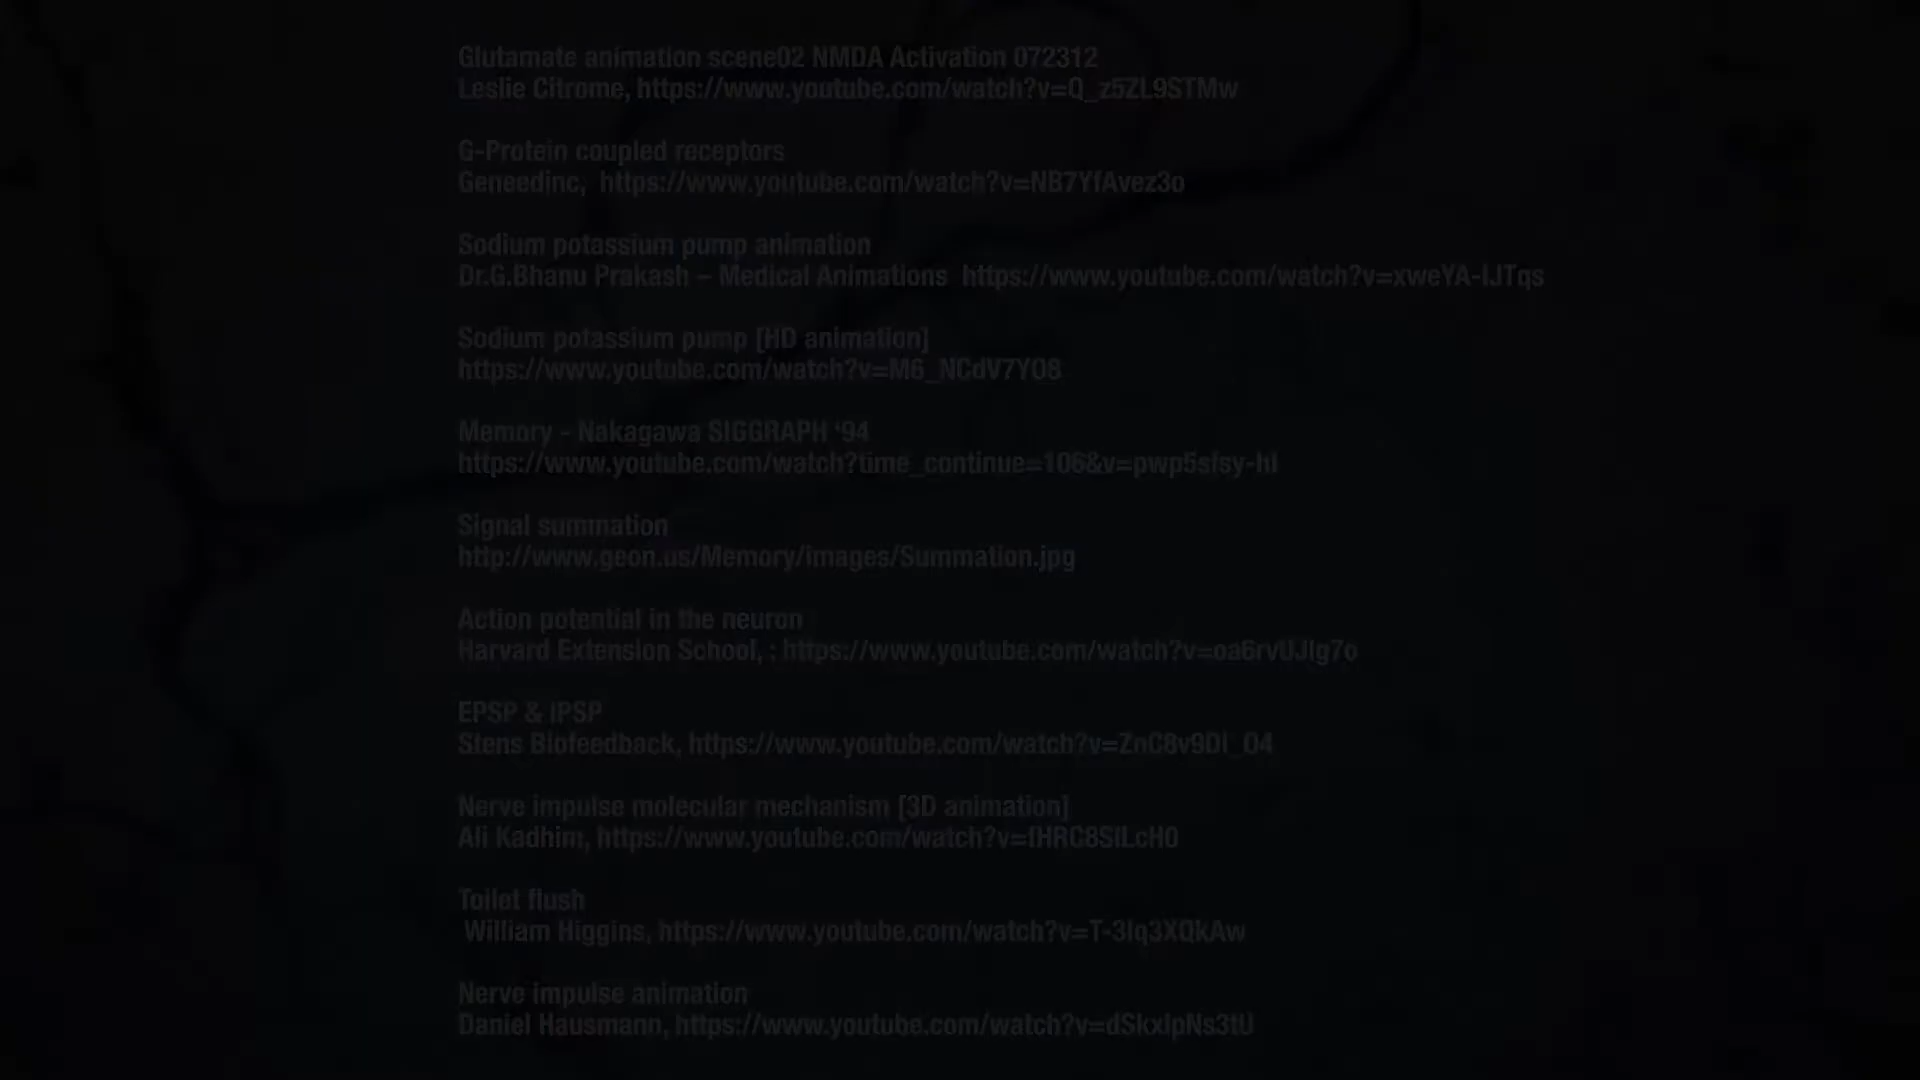 Glutamate animation scene02 NMDA Activation 072312
Leslie Citrome, https://www.youtube.com/watch?v=Q_z5ZL9STMw
G-Protein coupled receptors
Geneedinc, https://www.youtube.com/watch?v=NB7YfAvez3o
Sodium potassium pump animation
Dr.G.Bhanu Prakash – Medical Animations https://www.youtube.com/watch?v=xweYA-IJTqs
Sodium potassium pump [HD animation]
https://www.youtube.com/watch?v=M6_NCdV7YO8
Memory - Nakagawa SIGGRAPH ‘94
https://www.youtube.com/watch?time_continue=106&v=pwp5sfsy-hI
Signal summation
http://www.geon.us/Memory/images/Summation.jpg
Action potential in the neuron
Harvard Extension School, : https://www.youtube.com/watch?v=oa6rvUJlg7o
EPSP & IPSP
Stens Biofeedback, https://www.youtube.com/watch?v=ZnC8v9Dl_04
Nerve impulse molecular mechanism [3D animation]
Ali Kadhim, https://www.youtube.com/watch?v=fHRC8SlLcH0
Toilet flush
William Higgins, https://www.youtube.com/watch?v=T-3Iq3XQkAw
Nerve impulse animation
Daniel Hausmann, https://www.youtube.com/watch?v=dSkxlpNs3tU